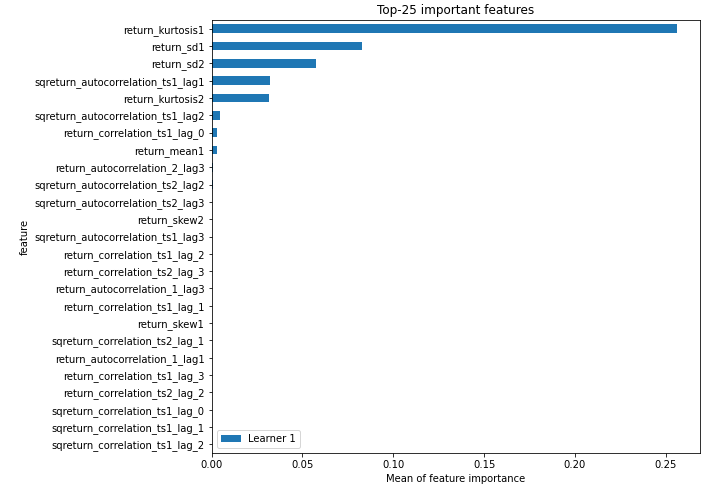 Top-25 important features
return_kurtosis1
return_sd1
return_sd2
sqreturn_autocorrelation_ts1_lag1
return_kurtosis2
sqreturn_autocorrelation_ts1_lag2
return_correlation_ts1_lag_0
return_mean1
return_autocorrelation_2_lag3
sqreturn_autocorrelation_ts2_lag2
sqreturn_autocorrelation_ts2_lag3
return_skew2
sqreturn_autocorrelation_ts1_lag3
return_correlation_ts1_lag_2
return_correlation_ts2_lag_3
return_autocorrelation_1_lag3
return_correlation_ts1_lag_1
return_skew1
sqreturn_correlation_ts2_lag_1
return_autocorrelation_1_lag1
return_correlation_ts1_lag_3
return_correlation_ts2_lag_2
sqreturn_correlation_ts1_lag_0
sqreturn_correlation_ts1_lag_1
sqreturn_correlation_ts1_lag_2
feature
Learner 1
0.00 0.05 0.10 0.15 0.20 0.25
Mean of feature importance